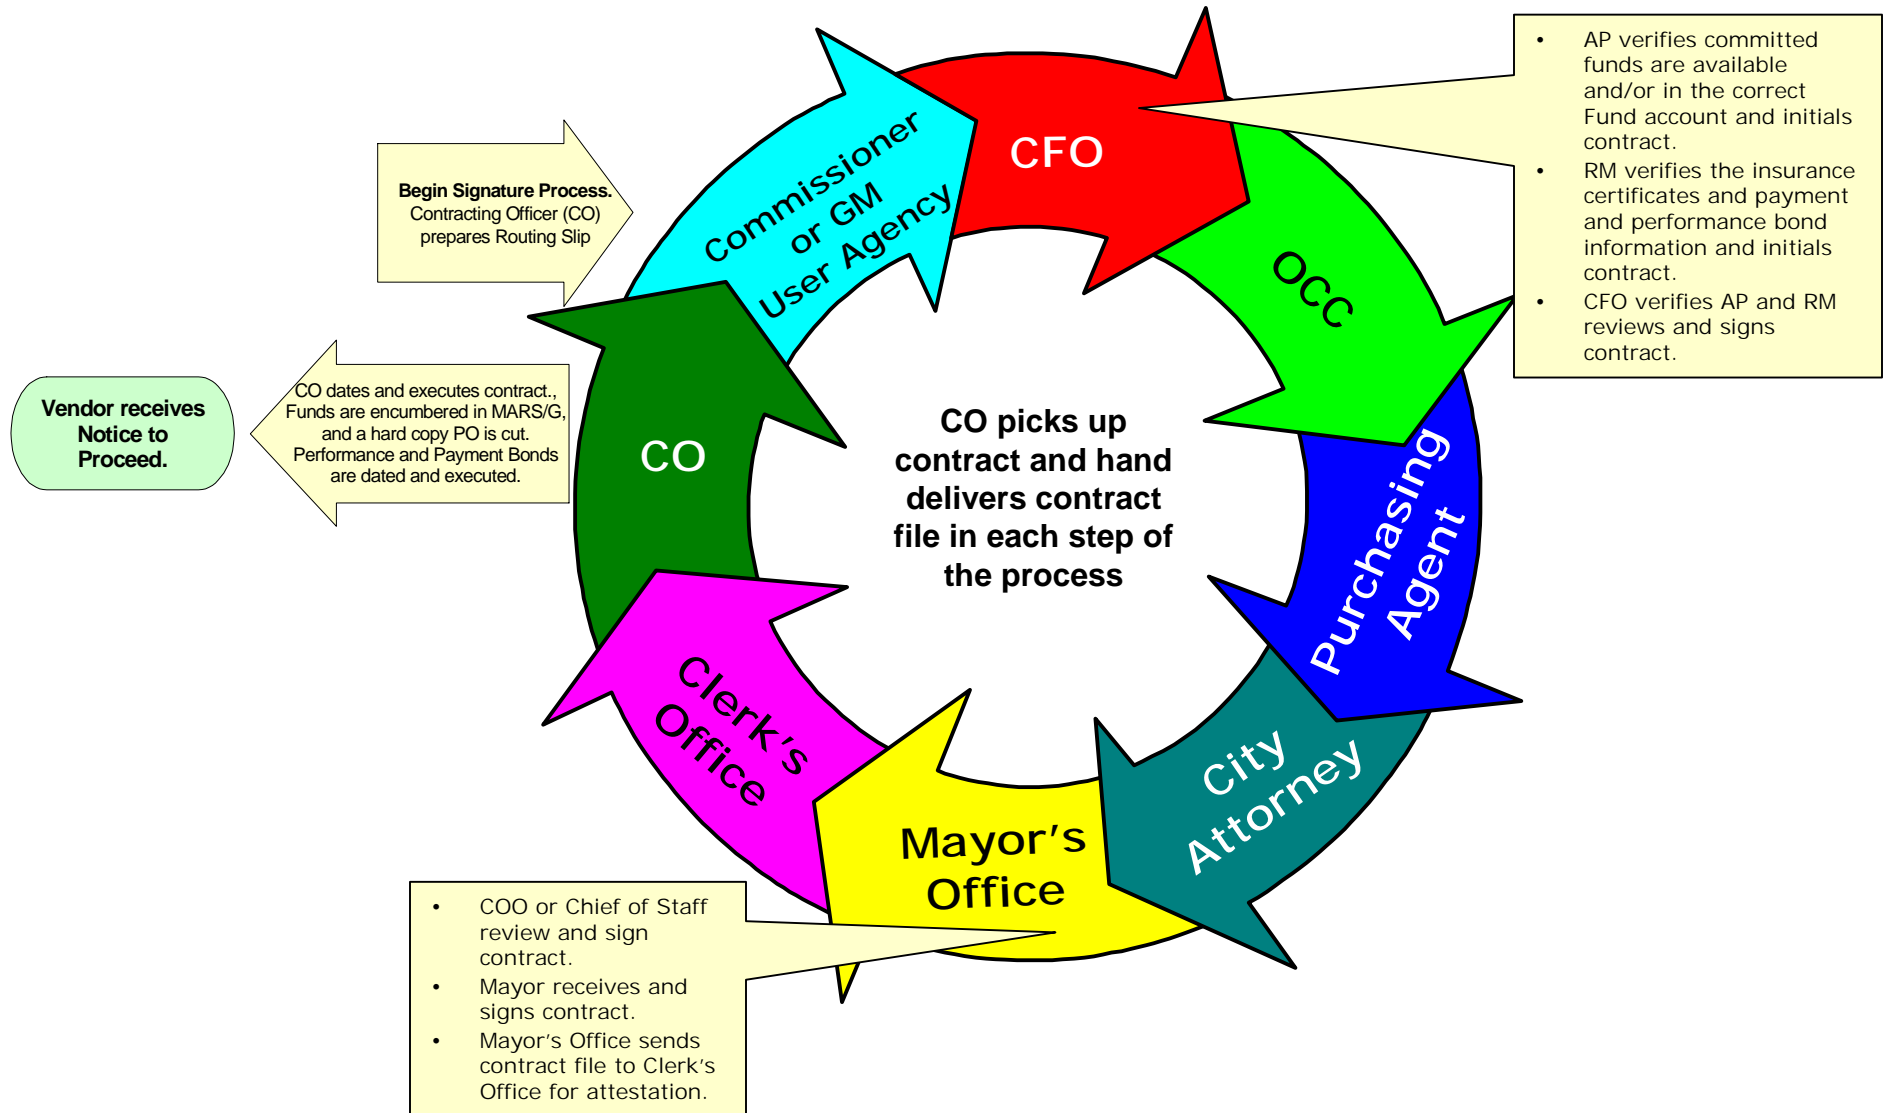 Begin Signature Process.
Contracting Officer (CO)
prepares Routing Slip
Commissioner
or GM
User Agency
CFO
• AP verifies committed
funds are available
and/or in the correct
Fund account and initials
contract.
• RM verifies the insurance
certificates and payment
and performance bond
information and initials
contract.
• CFO verifies AP and RM
reviews and signs
contract.
OCC
Purchasing
Agent
City
Attorney
Mayor's
Office
• COO or Chief of Staff
review and sign
contract.
• Mayor receives and
signs contract.
• Mayor's Office sends
contract file to Clerk's
Office for attestation.
Clerk's
Office
CO
CO dates and executes contract.,
Funds are encumbered in MARS/G,
and a hard copy PO is cut.
Performance and Payment Bonds
are dated and executed.
Vendor receives
Notice to
Proceed.
CO picks up
contract and hand
delivers contract
file in each step of
the process